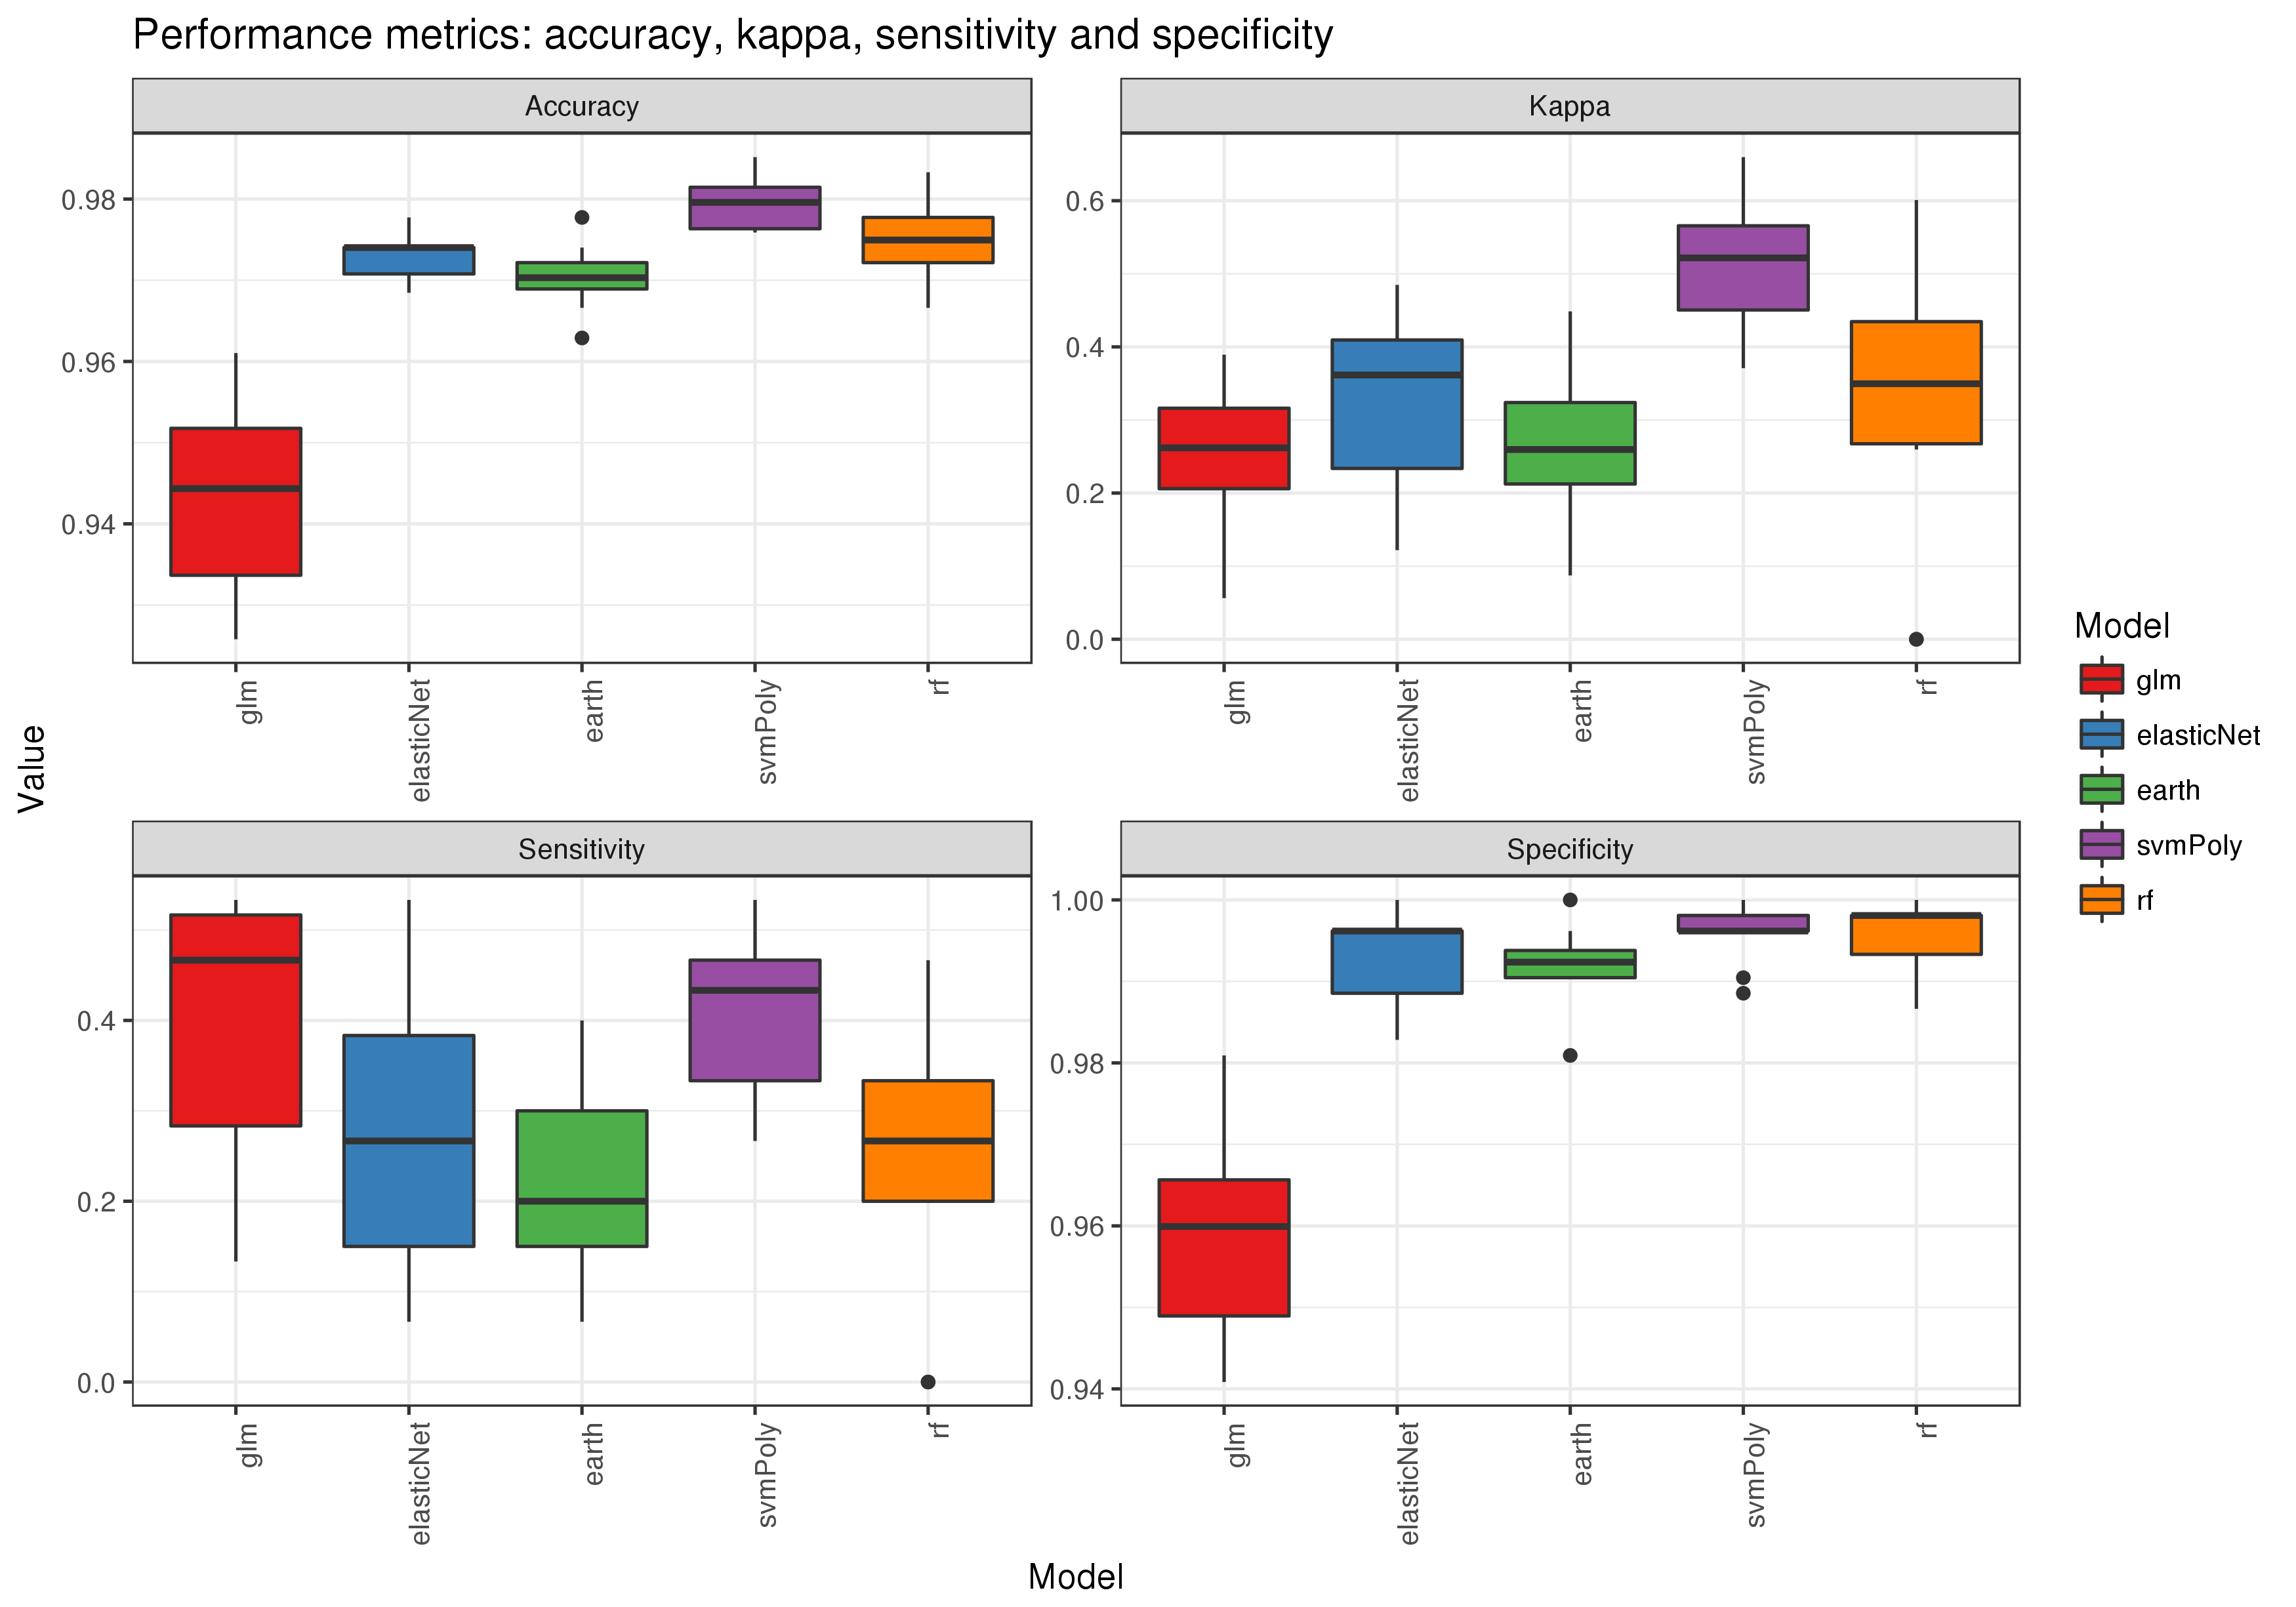 Performance metrics: accuracy, kappa, sensitivity and specificity
Accuracy
0.98
0.96
0.94
glm
elasticNet
earth
svmPoly
rf
Kappa
0.6
0.4
0.2
0.0
glm
elasticNet
earth
svmPoly
rf
Value
Sensitivity
0.4
0.2
0.0
glm
elasticNet
earth
svmPoly
rf
Specificity
1.00
0.98
0.96
0.94
glm
elasticNet
earth
svmPoly
rf
Model
Model
glm
elasticNet
earth
svmPoly
rf